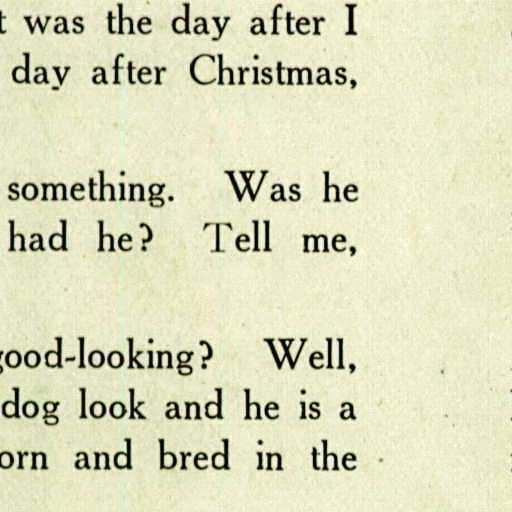 was the day after I
day after Christmas,
something. Was he
had he? Tell me,
good-looking? Well,
dog look and he is a
and bred in the